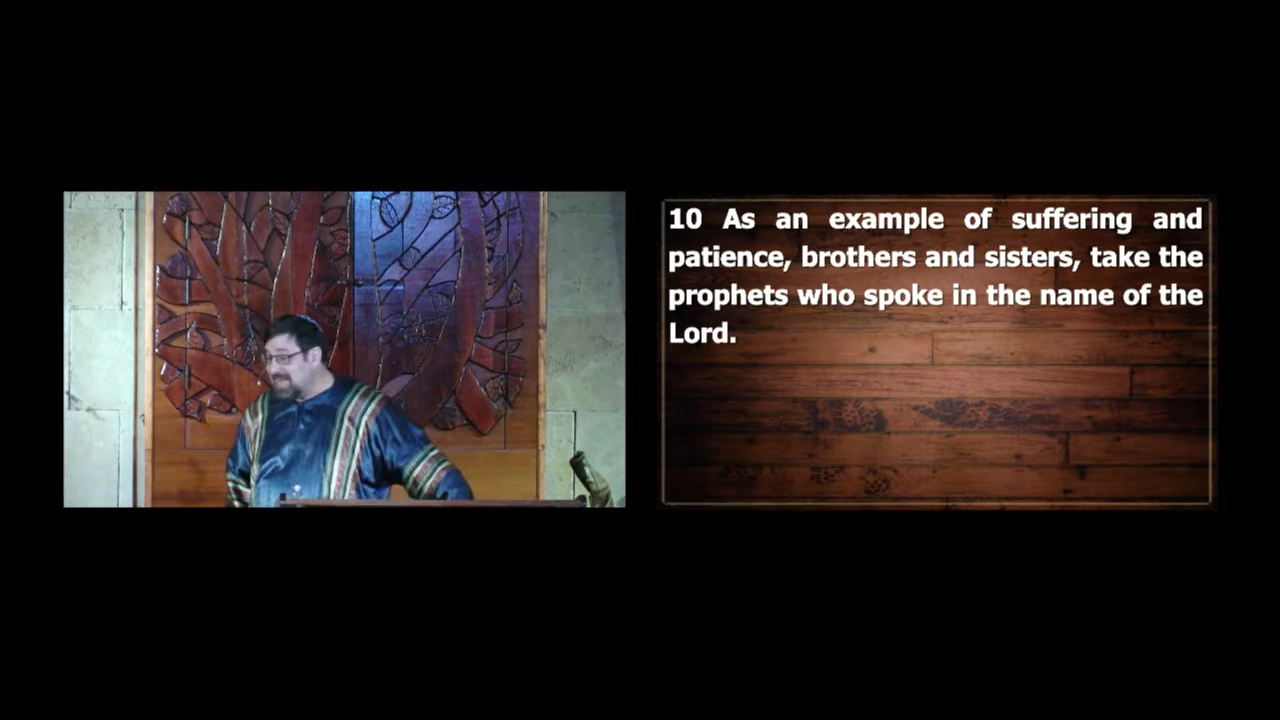 10 As an example of suffering and
patience, brothers and sisters, take the
prophets who spoke in the name of the
Lord.